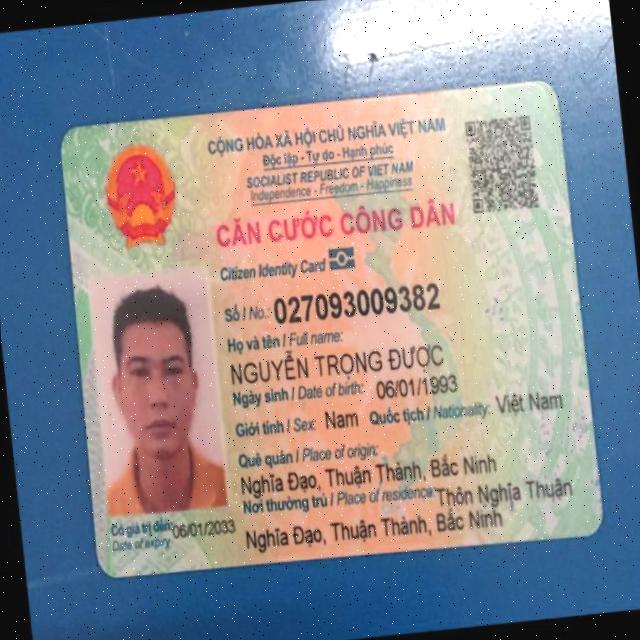 CỘNG HÒA XÃ HỘI CHỦ NGHĨA VIỆT NAM
Độc lập - Tự do - Hạnh phúc
SOCIALIST REPUBLIC OF VIET NAM
Independence - Freedom - Happiness
CĂN CƯỚC CÔNG DÂN
Citizen Identity Card
Số / No.: 027093009382
Họ và tên / Full name:
NGUYỄN TRỌNG ĐƯỢC
Ngày sinh / Date of birth: 06/01/1993
Giới tính / Sex: Nam Quốc tịch / Nationality: Việt Nam
Quê quán / Place of origin:
Nghĩa Đạo, Thuận Thành, Bắc Ninh
Nơi thường trú / Place of residence: Thôn Nghĩa Thuận
Nghĩa Đạo, Thuận Thành, Bắc Ninh
Có giá trị đến: 06/01/2033
Date of expiry